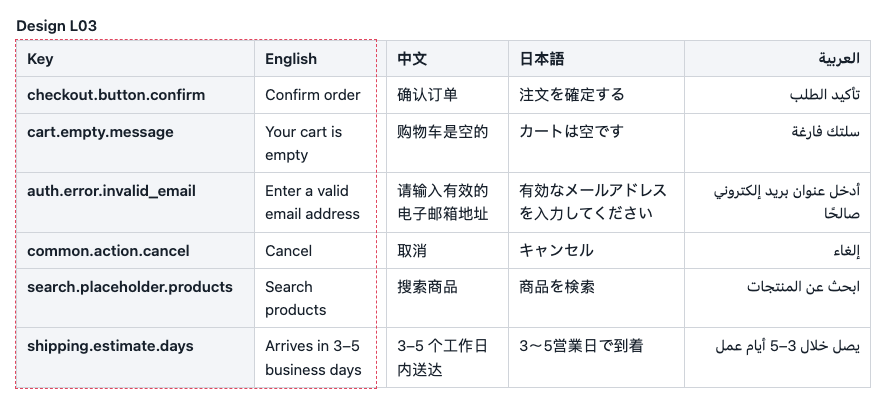 Design L03
Key English 中文 日本語 العربية
checkout.button.confirm Confirm order 确认订单 注文を確定する تأكيد الطلب
cart.empty.message Your cart is 购物车是空的 カートは空です سلتك فارغة
empty
auth.error.invalid_email Enter a valid 请输入有效的 有効なメールアドレス أدخل عنوان بريد إلكتروني
email address 电子邮箱地址 を入力してください صالحًا
common.action.cancel Cancel 取消 キャンセル إلغاء
search.placeholder.products Search 搜索商品 商品を検索 ابحث عن المنتجات
products
shipping.estimate.days Arrives in 3–5 3–5 个工作日 3〜5営業日で到着 يصل خلال 3–5 أيام عمل
business days 内送达